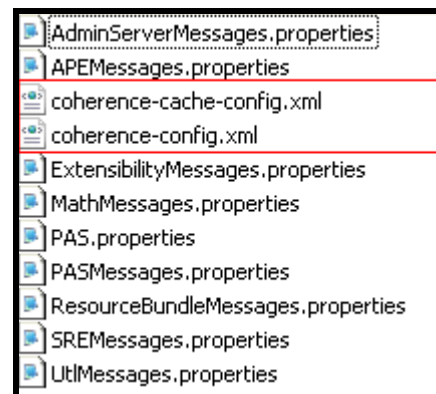 AdminServerMessages.properties
APEMessages.properties
coherence-cache-config.xml
coherence-config.xml
ExtensibilityMessages.properties
MathMessages.properties
PAS.properties
PASMessages.properties
ResourceBundleMessages.properties
SREMessages.properties
UtlMessages.properties